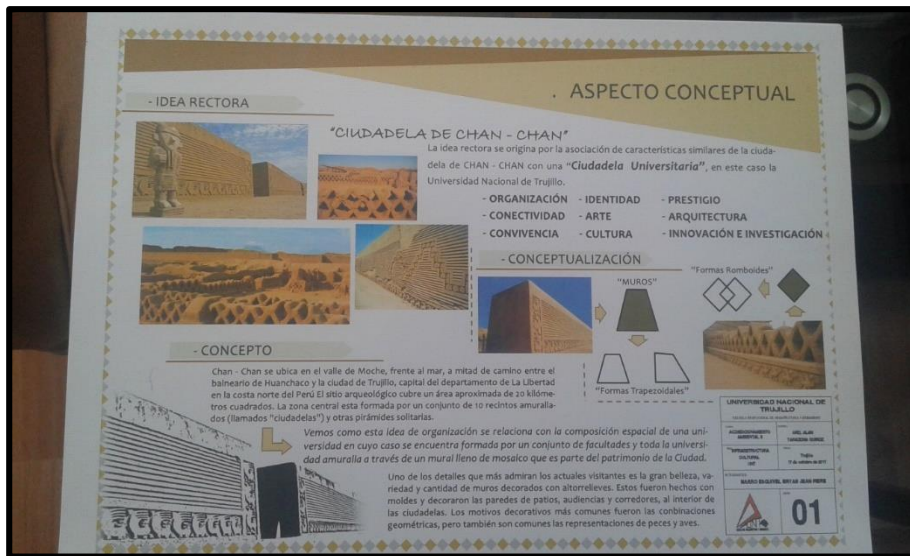 . ASPECTO CONCEPTUAL
- IDEA RECTORA
"CIUDADELA DE CHAN - CHAN"
La idea rectora se origina por la asociación de características similares de la ciuda-
dela de CHAN - CHAN con una "Ciudadela Universitaria", en este caso la
Universidad Nacional de Trujillo.
- ORGANIZACIÓN - IDENTIDAD - PRESTIGIO
- CONECTIVIDAD - ARTE - ARQUITECTURA
- CONVIVENCIA - CULTURA - INNOVACIÓN E INVESTIGACIÓN
- CONCEPTUALIZACIÓN
"MUROS"
"Formas Romboides"
"Formas Trapezoidales"
- CONCEPTO
Chan - Chan se ubica en el valle de Moche, frente al mar, a mitad de camino entre el
balneario de Huanchaco y la ciudad de Trujillo, capital del departamento de La Libertad
en la costa norte del Perú El sitio arqueológico cubre un área aproximada de 20 kilóme-
tros cuadrados. La zona central esta formada por un conjunto de 10 recintos amuralla-
dos (llamados "ciudadelas") y otras pirámides solitarias.
Vemos como esta idea de organización se relaciona con la composición espacial de una uni-
versidad en cuyo caso se encuentra formada por un conjunto de facultades y toda la universi-
dad amuralla a través de un mural lleno de mosaico que es parte del patrimonio de la Ciudad.
Uno de los detalles que más admiran los actuales visitantes es la gran belleza, va-
riedad y cantidad de muros decorados con altorrelieves. Estos fueron hechos con
moldes y decoraron las paredes de patios, audiencias y corredores, al interior de
las ciudadelas. Los motivos decorativos más comunes fueron las conbinaciones
geométricas, pero también son comunes las representaciones de peces y aves.
UNIVERSIDAD NACIONAL DE
TRUJILLO
ACONDICIONAMIENTO
AMBIENTAL
INFRAESTRUCTURA
CULTURAL
Trujillo
01